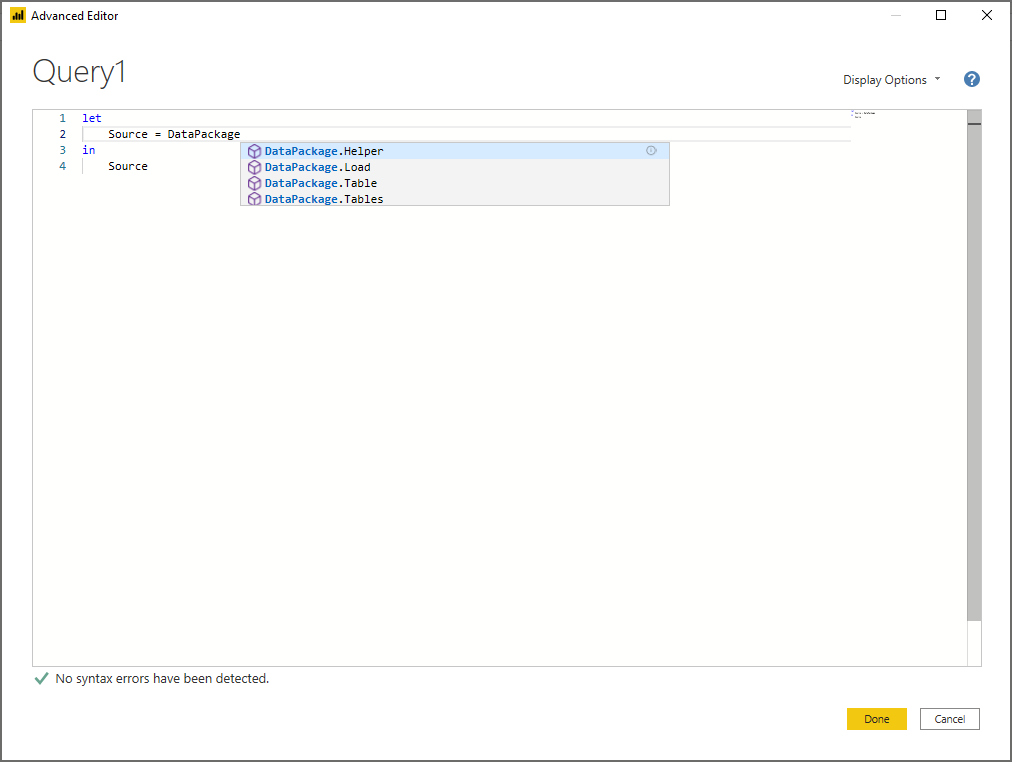 Advanced Editor
Query1
Display Options
?
1 let
2 Source = DataPackage
3 in
4 Source
DataPackage.Helper
DataPackage.Load
DataPackage.Table
DataPackage.Tables
No syntax errors have been detected.
Done Cancel